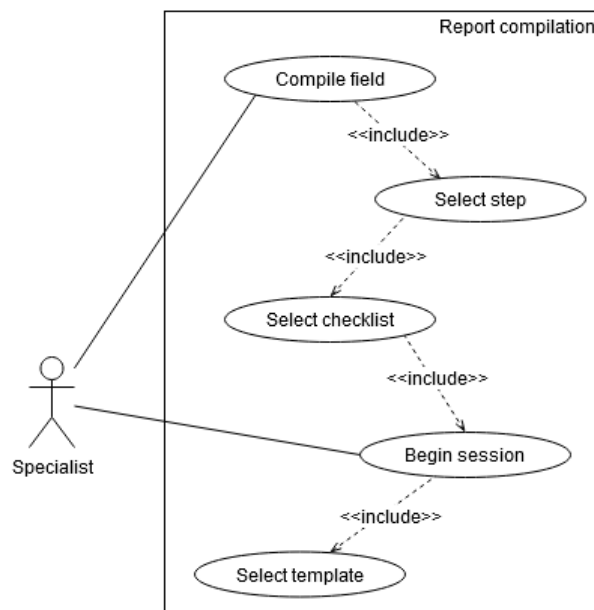 Report compilation
Compile field
<<include>>
Select step
<<include>>
Select checklist
<<include>>
Begin session
Specialist
<<include>>
Select template